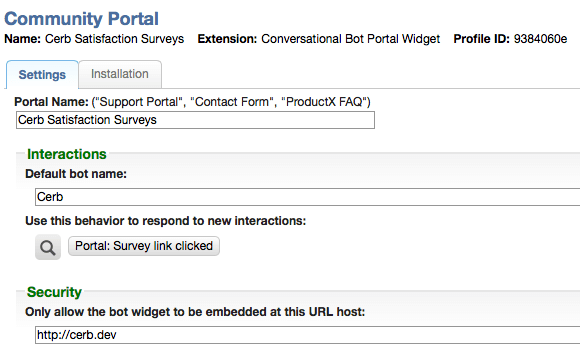 Community Portal
Name: Cerb Satisfaction Surveys Extension: Conversational Bot Portal Widget Profile ID: 9384060e
Settings Installation
Portal Name: ("Support Portal", "Contact Form", "ProductX FAQ")
Cerb Satisfaction Surveys
Interactions
Default bot name:
Cerb
Use this behavior to respond to new interactions:
Portal: Survey link clicked
Security
Only allow the bot widget to be embedded at this URL host:
http://cerb.dev